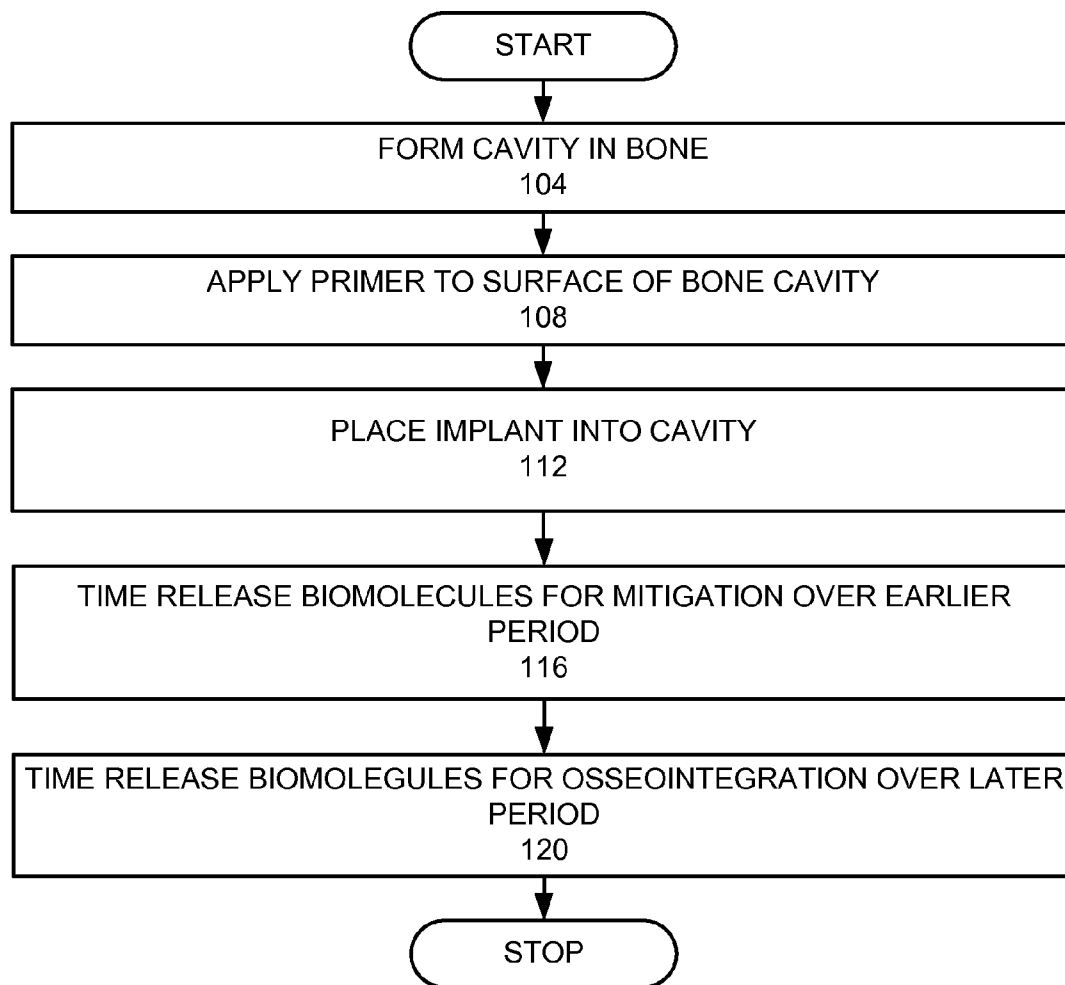 START
FORM CAVITY IN BONE
104
APPLY PRIMER TO SURFACE OF BONE CAVITY
108
PLACE IMPLANT INTO CAVITY
112
TIME RELEASE BIOMOLECULES FOR MITIGATION OVER EARLIER
PERIOD
116
TIME RELEASE BIOMOLEGULES FOR OSSEOINTEGRATION OVER LATER
PERIOD
120
STOP